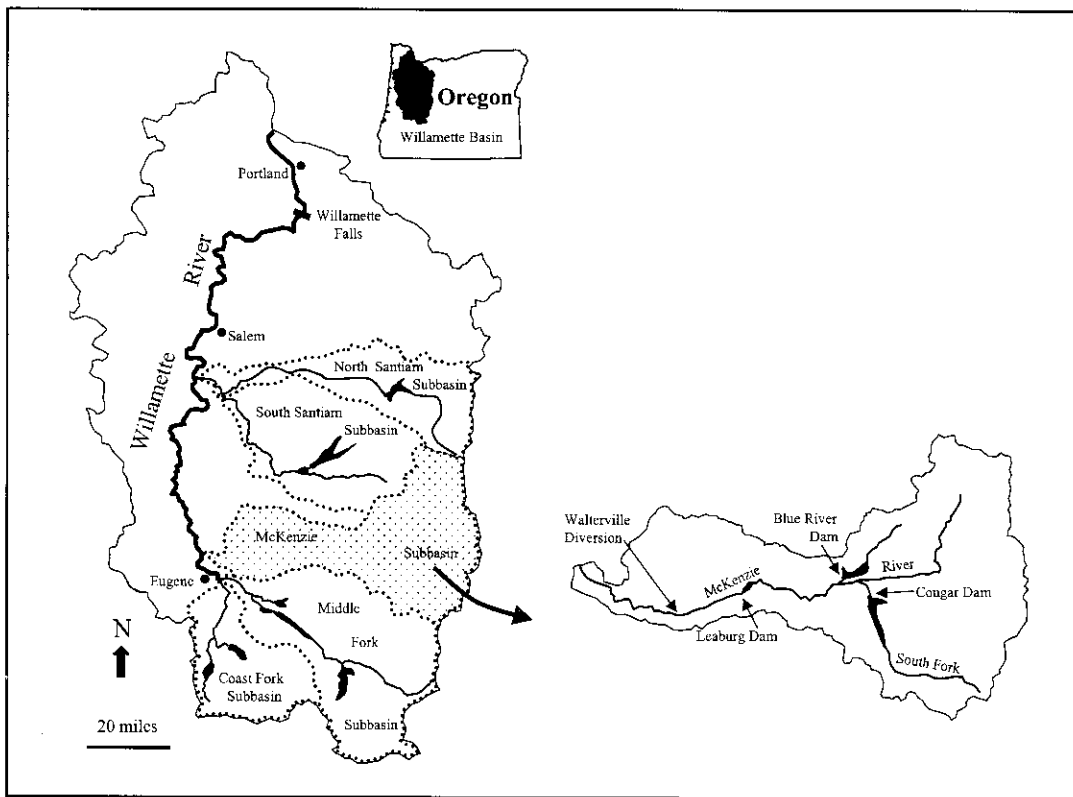 Oregon
Willamette Basin
Portland
Willamette
Falls
Willamette River
Salem
North Santiam
Subbasin
South Santiam
Subbasin
McKenzie
Subbasin
Eugene
Middle
Fork
Subbasin
Coast Fork
Subbasin
N
20 miles
Walterville
Diversion
Blue River
Dam
McKenzie River
Cougar Dam
Leaburg Dam
South Fork